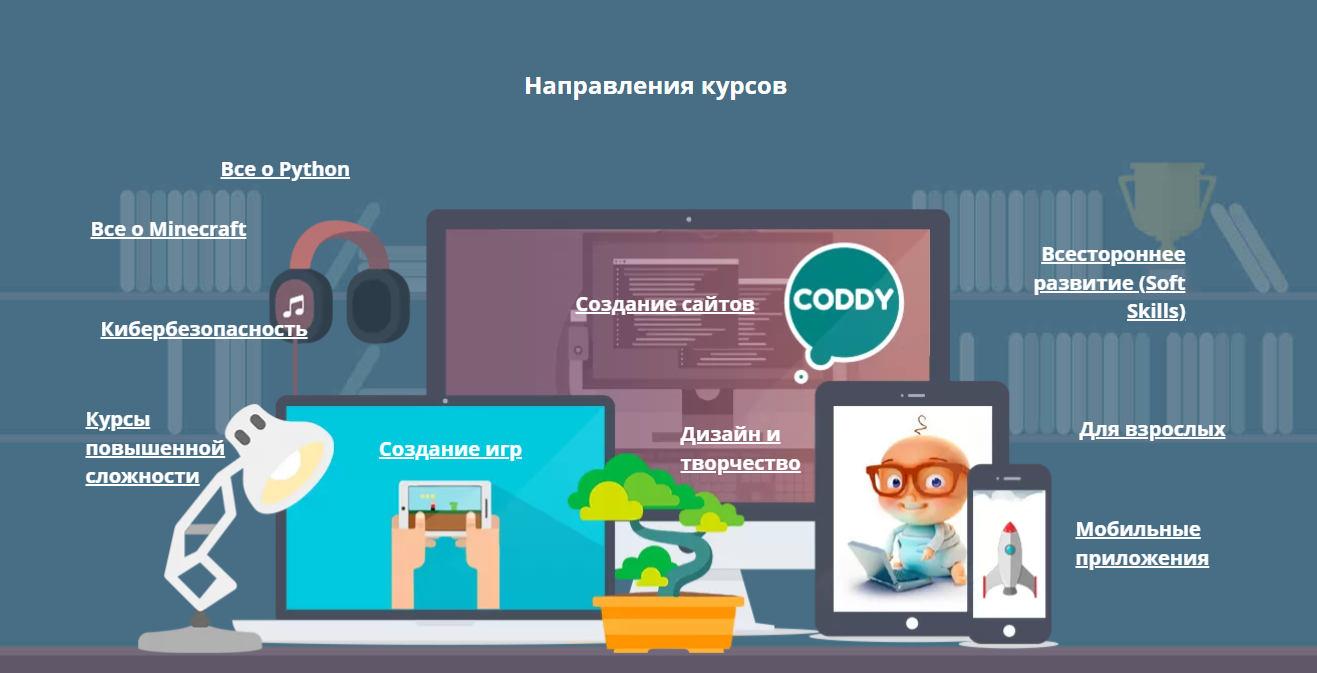 Направления курсов
Все о Python
Все о Minecraft
Всестороннее
развитие (Soft
Skills)
Создание сайтов
CODDY
Кибербезопасность
Курсы
повышенной
сложности
Создание игр
Дизайн и
творчество
Для взрослых
Мобильные
приложения